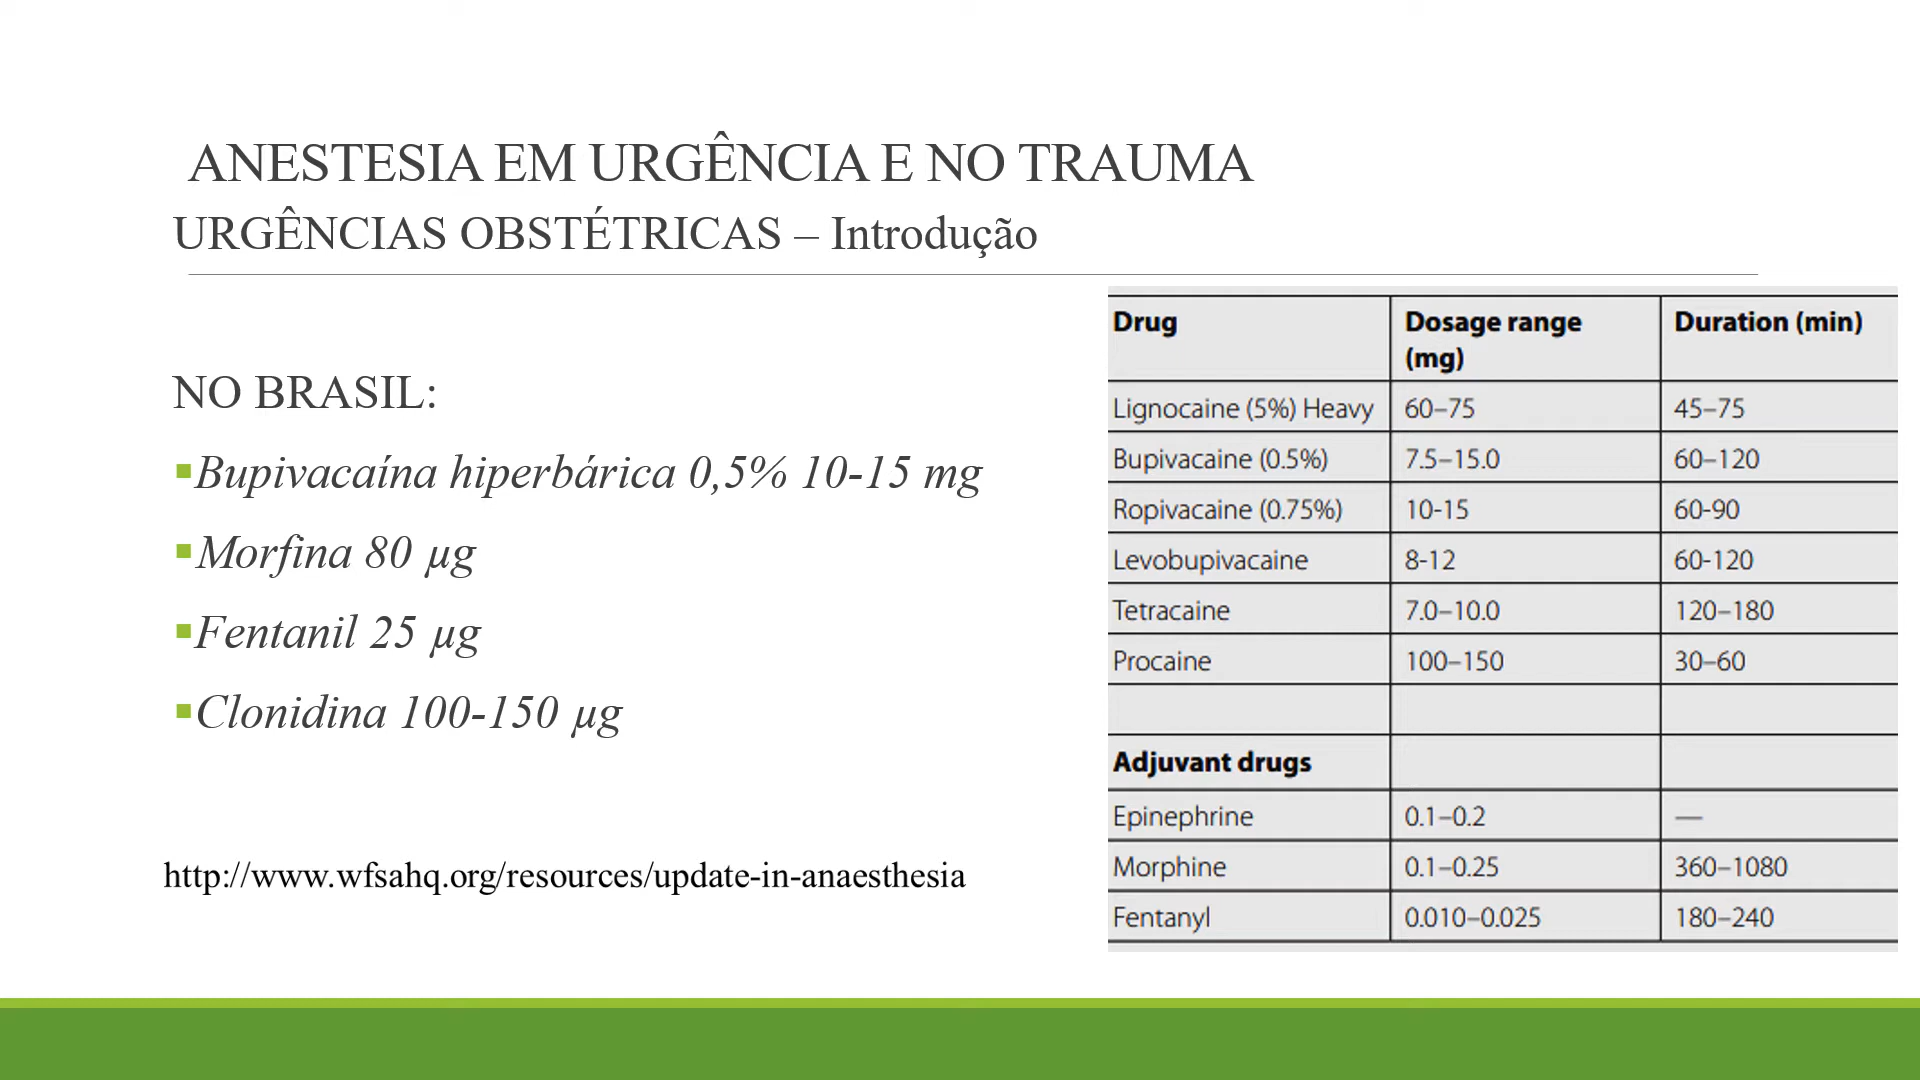 ANESTESIA EM URGÊNCIA E NO TRAUMA
URGÊNCIAS OBSTÉTRICAS – Introdução
NO BRASIL:
Bupivacaína hiperbárica 0,5% 10-15 mg
Morfina 80 µg
Fentanil 25 µg
Clonidina 100-150 µg
http://www.wfsahq.org/resources/update-in-anaesthesia
Drug Dosage range (mg) Duration (min)
Lignocaine (5%) Heavy 60–75 45–75
Bupivacaine (0.5%) 7.5–15.0 60–120
Ropivacaine (0.75%) 10-15 60-90
Levobupivacaine 8-12 60-120
Tetracaine 7.0–10.0 120–180
Procaine 100–150 30–60
Adjuvant drugs
Epinephrine 0.1–0.2 —
Morphine 0.1–0.25 360–1080
Fentanyl 0.010–0.025 180–240